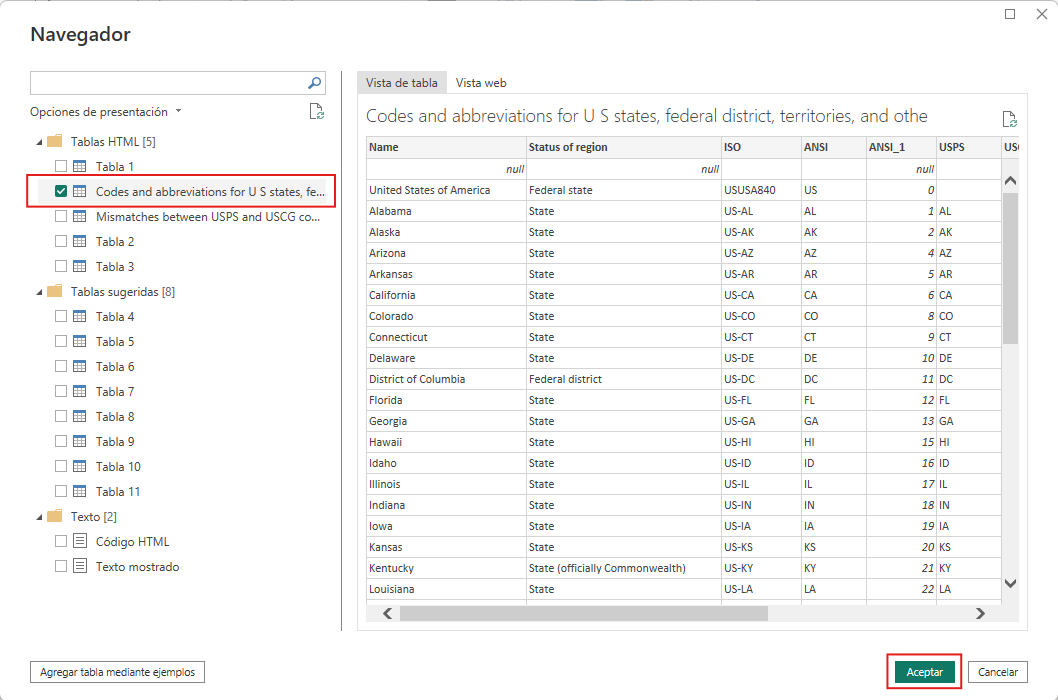 Navegador
Opciones de presentación
Tablas HTML [5]
Tabla 1
Codes and abbreviations for U S states, fe...
Mismatches between USPS and USCG co...
Tabla 2
Tabla 3
Tablas sugeridas [8]
Tabla 4
Tabla 5
Tabla 6
Tabla 7
Tabla 8
Tabla 9
Tabla 10
Tabla 11
Texto [2]
Código HTML
Texto mostrado
Vista de tabla Vista web
Codes and abbreviations for U S states, federal district, territories, and othe
Name Status of region ISO ANSI ANSI_1 USPS USC
null null null
United States of America Federal state USUSA840 US 0
Alabama State US-AL AL 1 AL
Alaska State US-AK AK 2 AK
Arizona State US-AZ AZ 4 AZ
Arkansas State US-AR AR 5 AR
California State US-CA CA 6 CA
Colorado State US-CO CO 8 CO
Connecticut State US-CT CT 9 CT
Delaware State US-DE DE 10 DE
District of Columbia Federal district US-DC DC 11 DC
Florida State US-FL FL 12 FL
Georgia State US-GA GA 13 GA
Hawaii State US-HI HI 15 HI
Idaho State US-ID ID 16 ID
Illinois State US-IL IL 17 IL
Indiana State US-IN IN 18 IN
Iowa State US-IA IA 19 IA
Kansas State US-KS KS 20 KS
Kentucky State (officially Commonwealth) US-KY KY 21 KY
Louisiana State US-LA LA 22 LA
Agregar tabla mediante ejemplos
Aceptar Cancelar